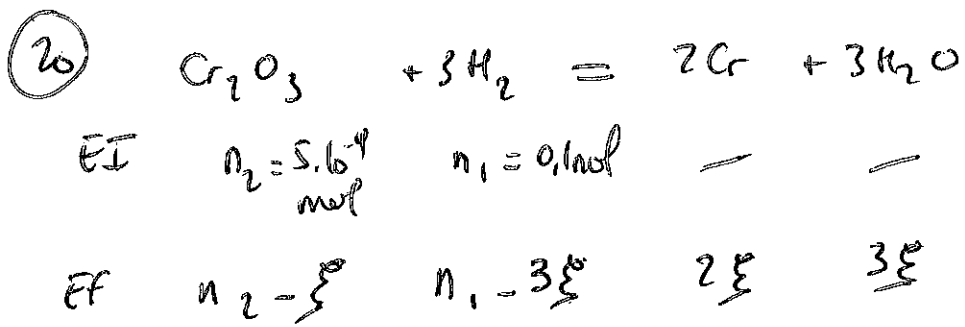 20 Cr2O3 + 3H2 = 2Cr + 3H2O
EI n2 = 5.10-4 mol n1 = 0,1mol — —
EF n2 - ξ n1 - 3ξ 2ξ 3ξ